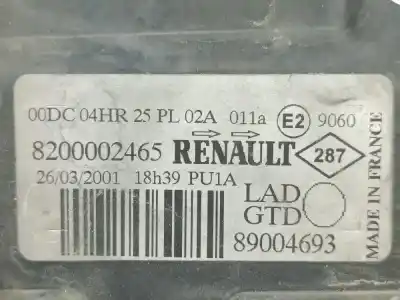 00DC 04HR 25 PL 02A 011a E2 9060
8200002465 RENAULT 287
26/03/2001 18h39 PU1A
LAD
GTD
89004693
MADE IN FRANCE